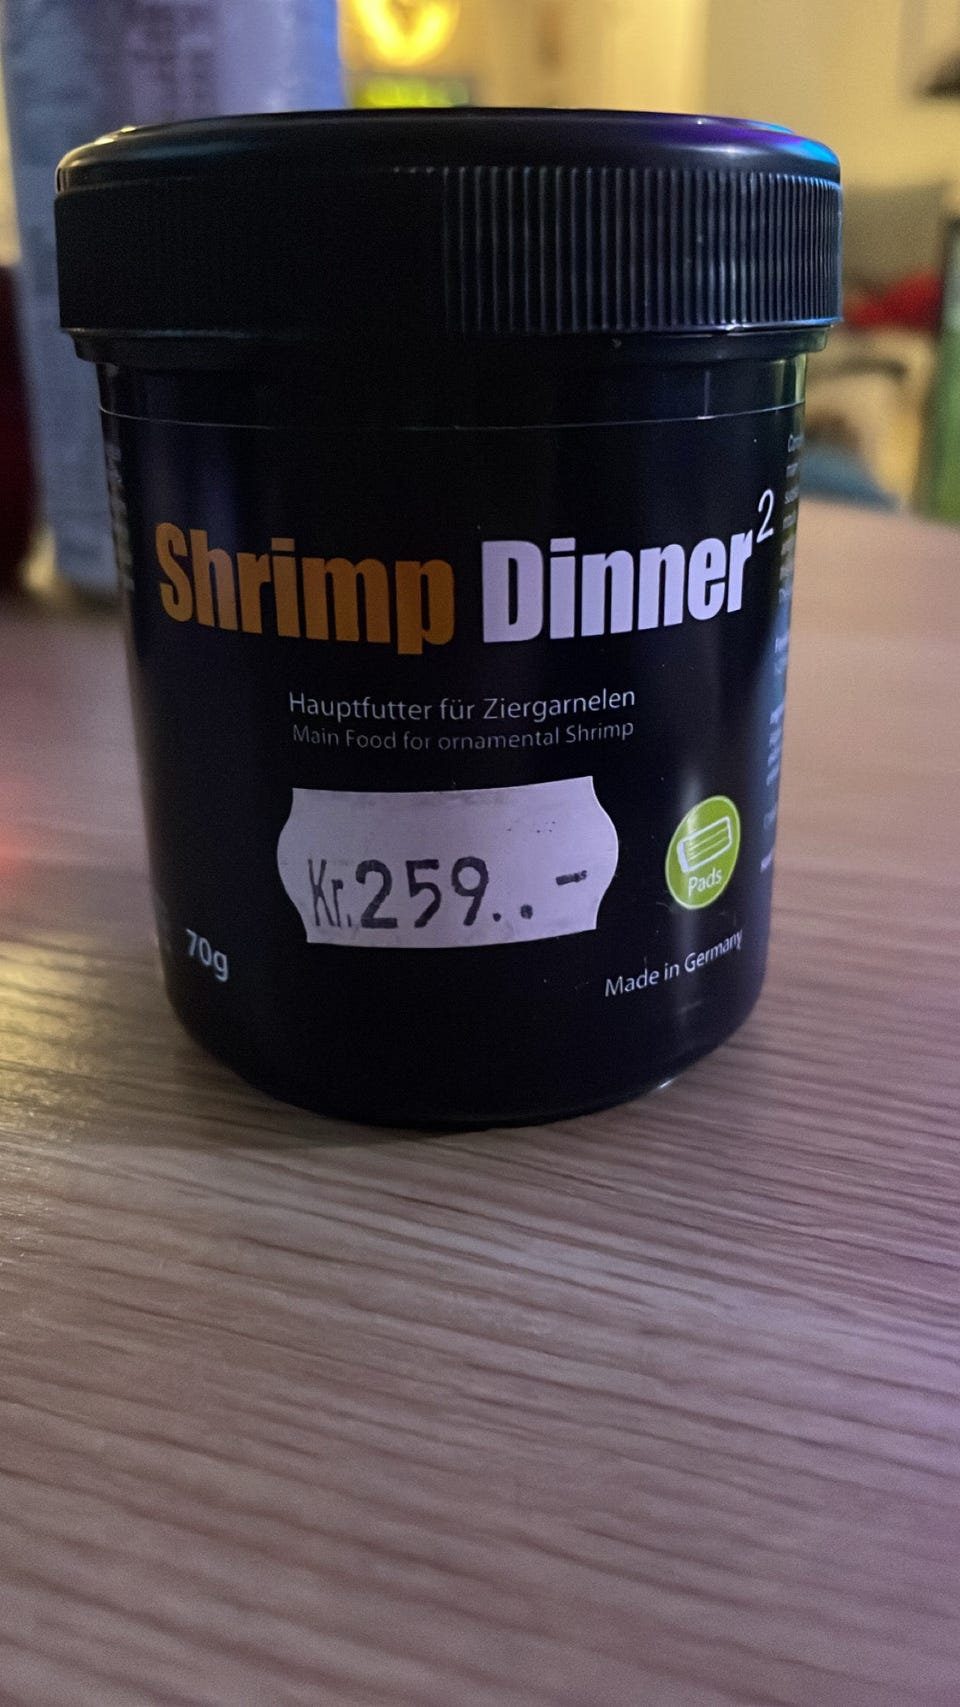 Shrimp Dinner²
Hauptfutter für Ziergarnelen
Main Food for ornamental Shrimp
Kr.259.. -
Pads
70g
Made in Germany